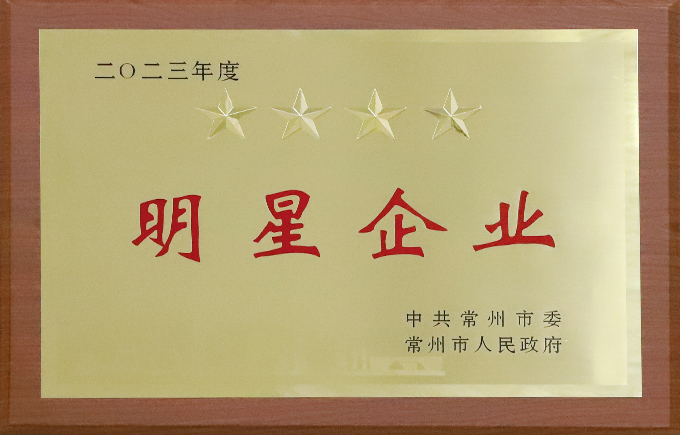 二〇二三年度
明星企业
中共常州市委
常州市人民政府